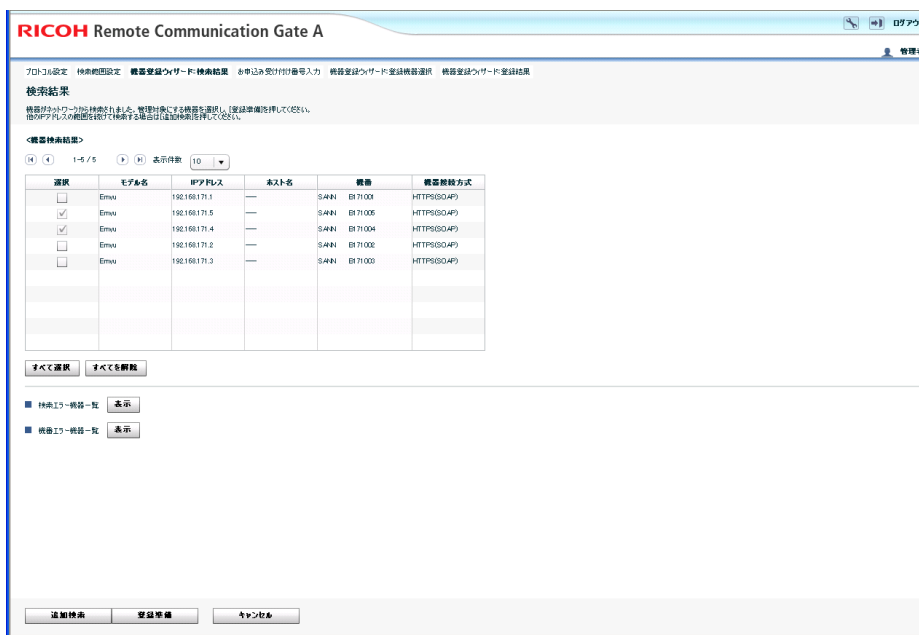 RICOH Remote Communication Gate A
ログアウ
管理者
プロトコル設定 検索範囲設定 機器登録ウィザード:検索結果 お申込み受け付け番号入力 機器登録ウィザード:登録機器選択 機器登録ウィザード:登録結果
検索結果
機器がネットワークから検索されました。管理対象にする機器を選択し、[登録準備]を押してください。
他のIPアドレスの範囲を続けて検索する場合は[追加検索]を押してください。
<機器検索結果>
1-5 / 5 表示件数 10
選択 モデル名 IPアドレス ホスト名 機番 機器接続方式
Emvu 192.168.171.1 ---- SANN B171001 HTTPS(SOAP)
Emvu 192.168.171.5 ---- SANN B171005 HTTPS(SOAP)
Emvu 192.168.171.4 ---- SANN B171004 HTTPS(SOAP)
Emvu 192.168.171.2 ---- SANN B171002 HTTPS(SOAP)
Emvu 192.168.171.3 ---- SANN B171003 HTTPS(SOAP)
すべて選択 すべてを解除
検索エラー機器一覧 表示
機番エラー機器一覧 表示
追加検索 登録準備 キャンセル